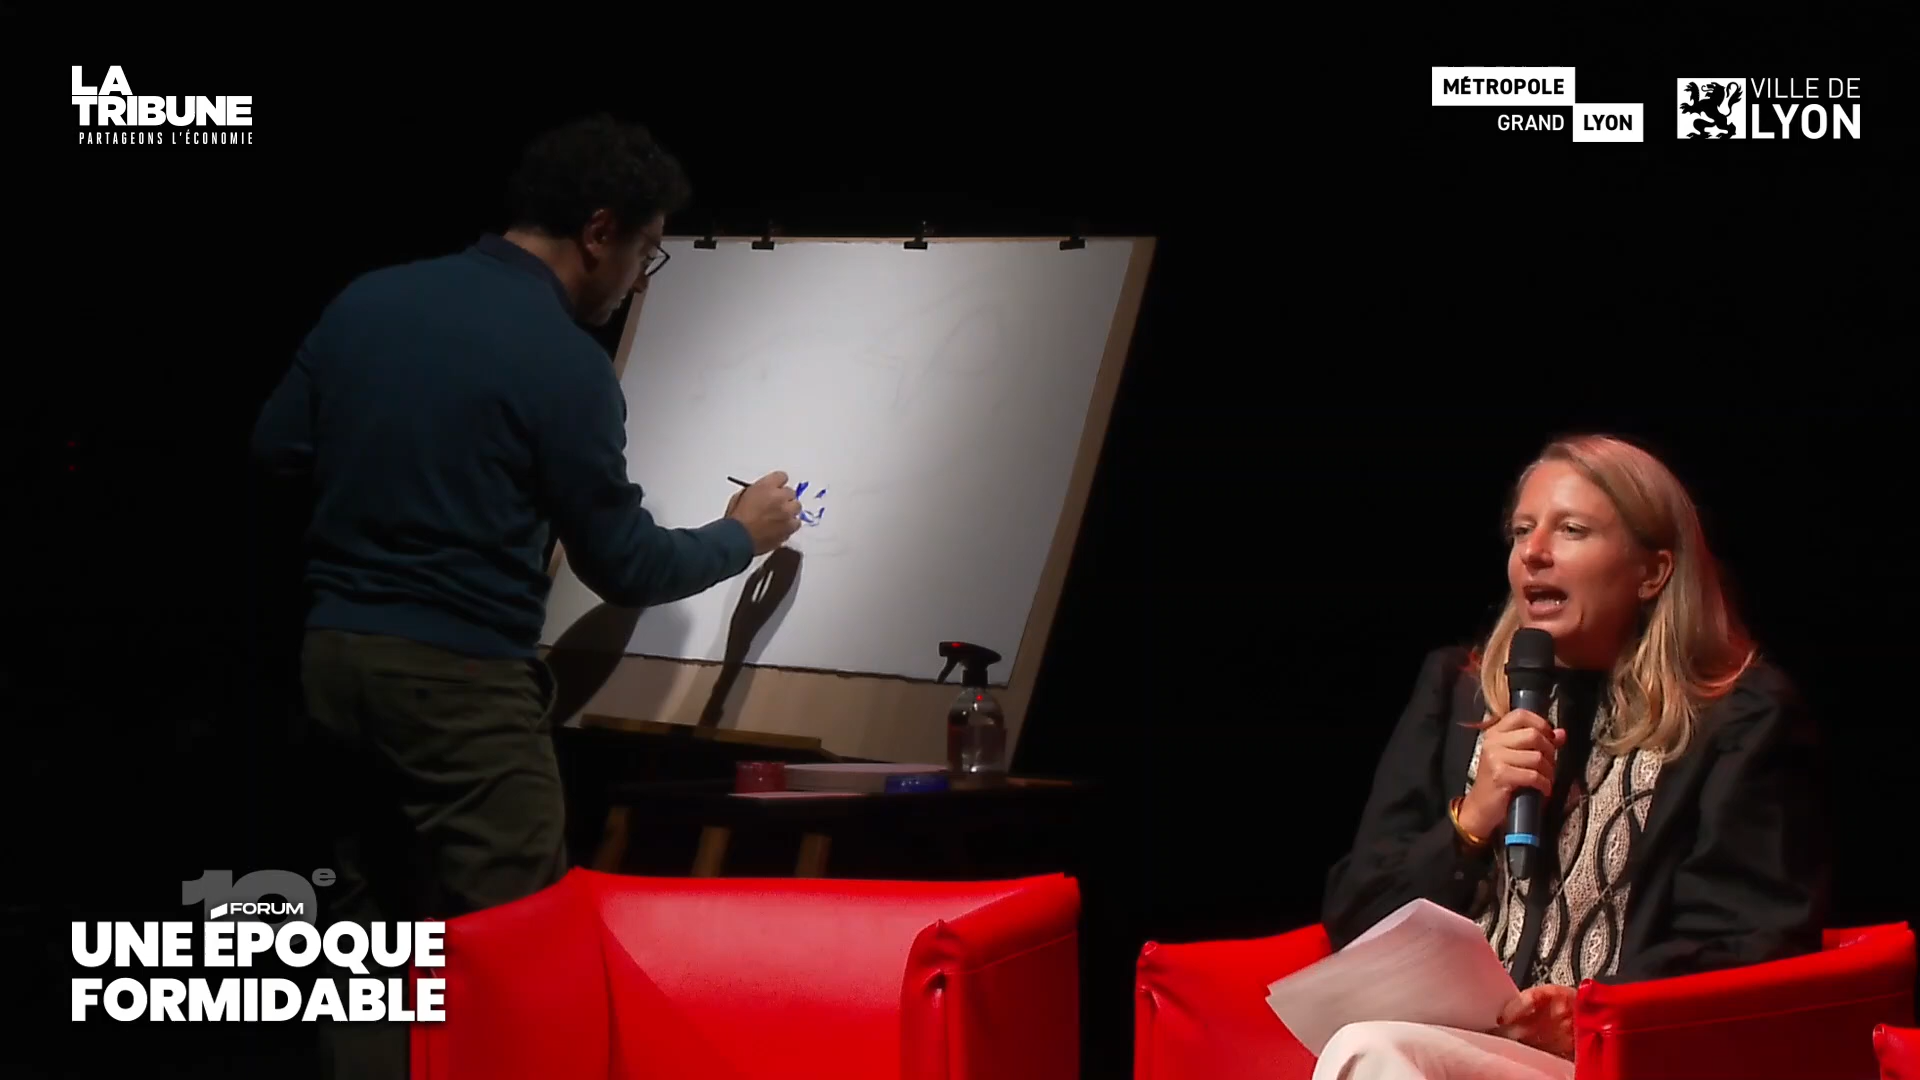 LA
TRIBUNE
PARTAGEONS L'ÉCONOMIE
MÉTROPOLE
GRAND LYON
VILLE DE
LYON
10e
FORUM
UNE ÉPOQUE
FORMIDABLE